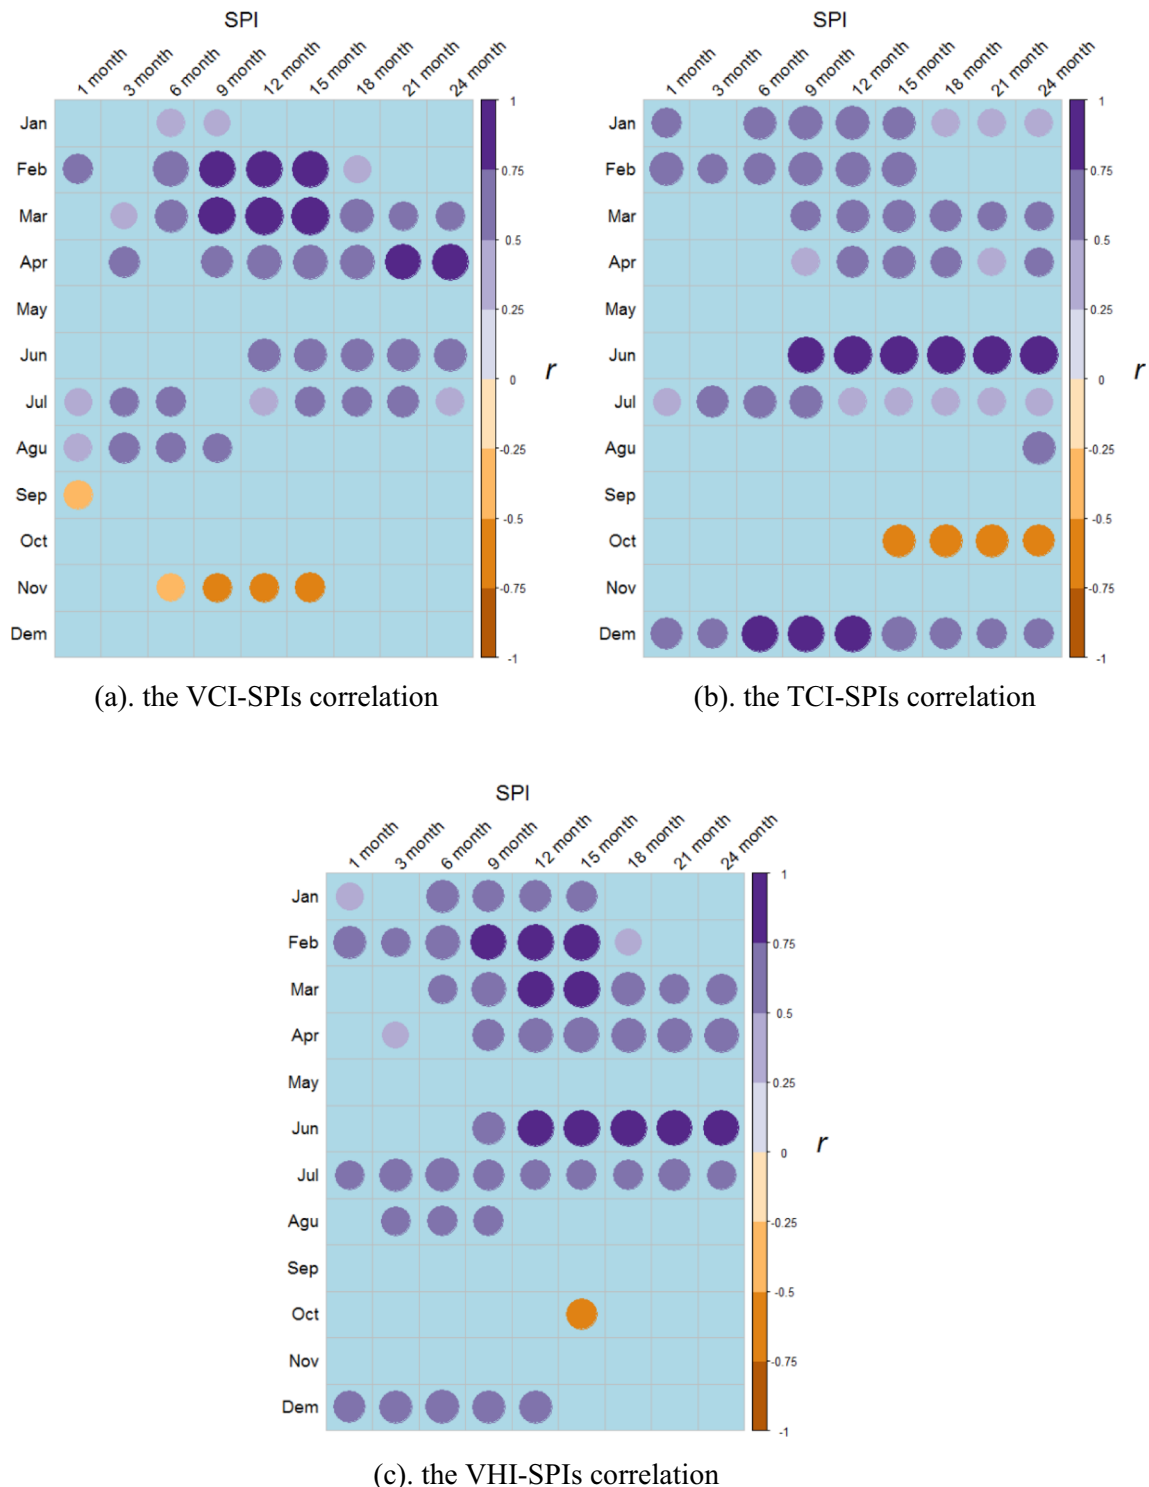 SPI
1 month 3 month 6 month 9 month 12 month 15 month 18 month 21 month 24 month
Jan
Feb
Mar
Apr
May
Jun
Jul
Agu
Sep
Oct
Nov
Dem
1
0.75
0.5
0.25
0
-0.25
-0.5
-0.75
-1
r
(a). the VCI-SPIs correlation
SPI
1 month 3 month 6 month 9 month 12 month 15 month 18 month 21 month 24 month
Jan
Feb
Mar
Apr
May
Jun
Jul
Agu
Sep
Oct
Nov
Dem
1
0.75
0.5
0.25
0
-0.25
-0.5
-0.75
-1
r
(b). the TCI-SPIs correlation
SPI
1 month 3 month 6 month 9 month 12 month 15 month 18 month 21 month 24 month
Jan
Feb
Mar
Apr
May
Jun
Jul
Agu
Sep
Oct
Nov
Dem
1
0.75
0.5
0.25
0
-0.25
-0.5
-0.75
-1
r
(c). the VHI-SPIs correlation